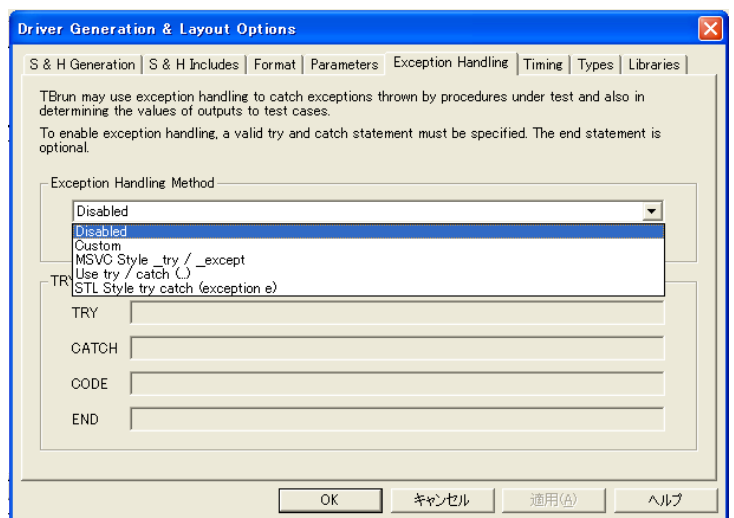 Driver Generation & Layout Options
S & H Generation
S & H Includes
Format
Parameters
Exception Handling
Timing
Types
Libraries
TBrun may use exception handling to catch exceptions thrown by procedures under test and also in
determining the values of outputs to test cases.
To enable exception handling, a valid try and catch statement must be specified. The end statement is
optional.
Exception Handling Method
Disabled
Disabled
Custom
MSVC Style _try / _except
Use try / catch (..)
STL Style try catch (exception e)
TRY
CATCH
CODE
END
OK
キャンセル
適用(A)
ヘルプ